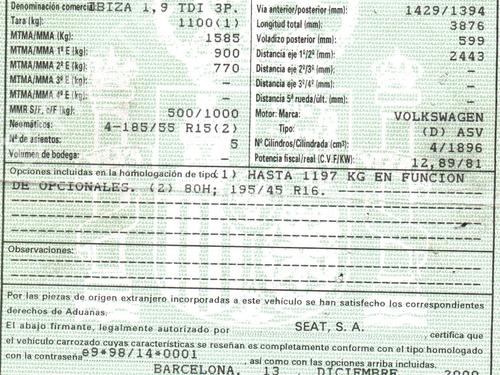 Denominación comercial: IBIZA 1,9 TDI 3P.
Tara (kg): 1100(1)
MTMA/MMA (Kg): 1585
MTMA/MMA 1º E (kg): 900
MTMA/MMA 2º E (kg): 770
MTMA/MMA 3º E (kg): -
MTMA/MMA 4º E (kg): -
MMR S/F, c/F (kg): 500/1000
Neumáticos: 4-185/55 R15(2)
Nº de asientos: 5
Volumen de bodega: -
Vía anterior/posterior (mm): 1429/1394
Longitud total (mm): 3876
Voladizo posterior (mm): 599
Distancia eje 1º/2º (mm): 2443
Distancia eje 2º/3º (mm): -
Distancia eje 3º/4º (mm): -
Distancia 5ª rueda/últ. (mm): -
Motor: Marca: VOLKSWAGEN
Tipo: (D) ASV
Nº Cilindros/Cilindrada (cm³): 4/1896
Potencia fiscal/real (C.V.F/KW): 12,89/81
Opciones incluidas en la homologación de tipo: (1) HASTA 1197 KG EN FUNCION
DE OPCIONALES. (2) 80H; 195/45 R16.
Observaciones:
Por las piezas de origen extranjero incorporadas a este vehículo se han satisfecho los correspondientes
derechos de Aduanas.
El abajo firmante, legalmente autorizado por SEAT, S.A. , certifica que
el vehículo carrozado cuyas características se reseñan es completamente conforme con el tipo homologado
con la contraseña e9*98/14*0001 , así como con las opciones arriba incluidas.
BARCELONA, 13 DICIEMBRE 2000